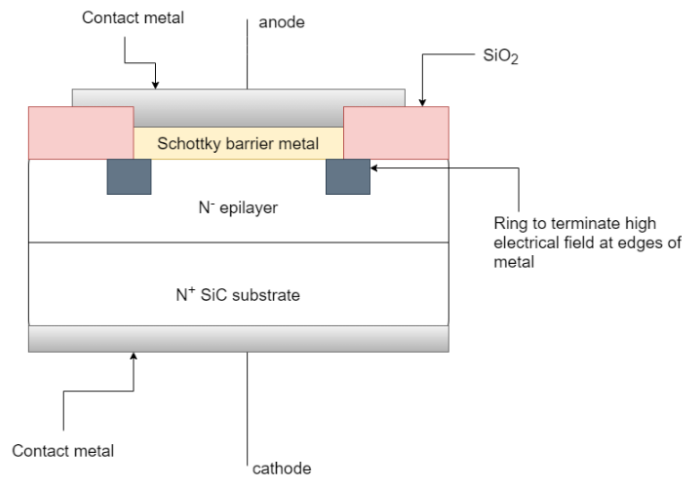 Contact metal
anode
SiO₂
Schottky barrier metal
N⁻ epilayer
Ring to terminate high
electrical field at edges of
metal
N⁺ SiC substrate
Contact metal
cathode